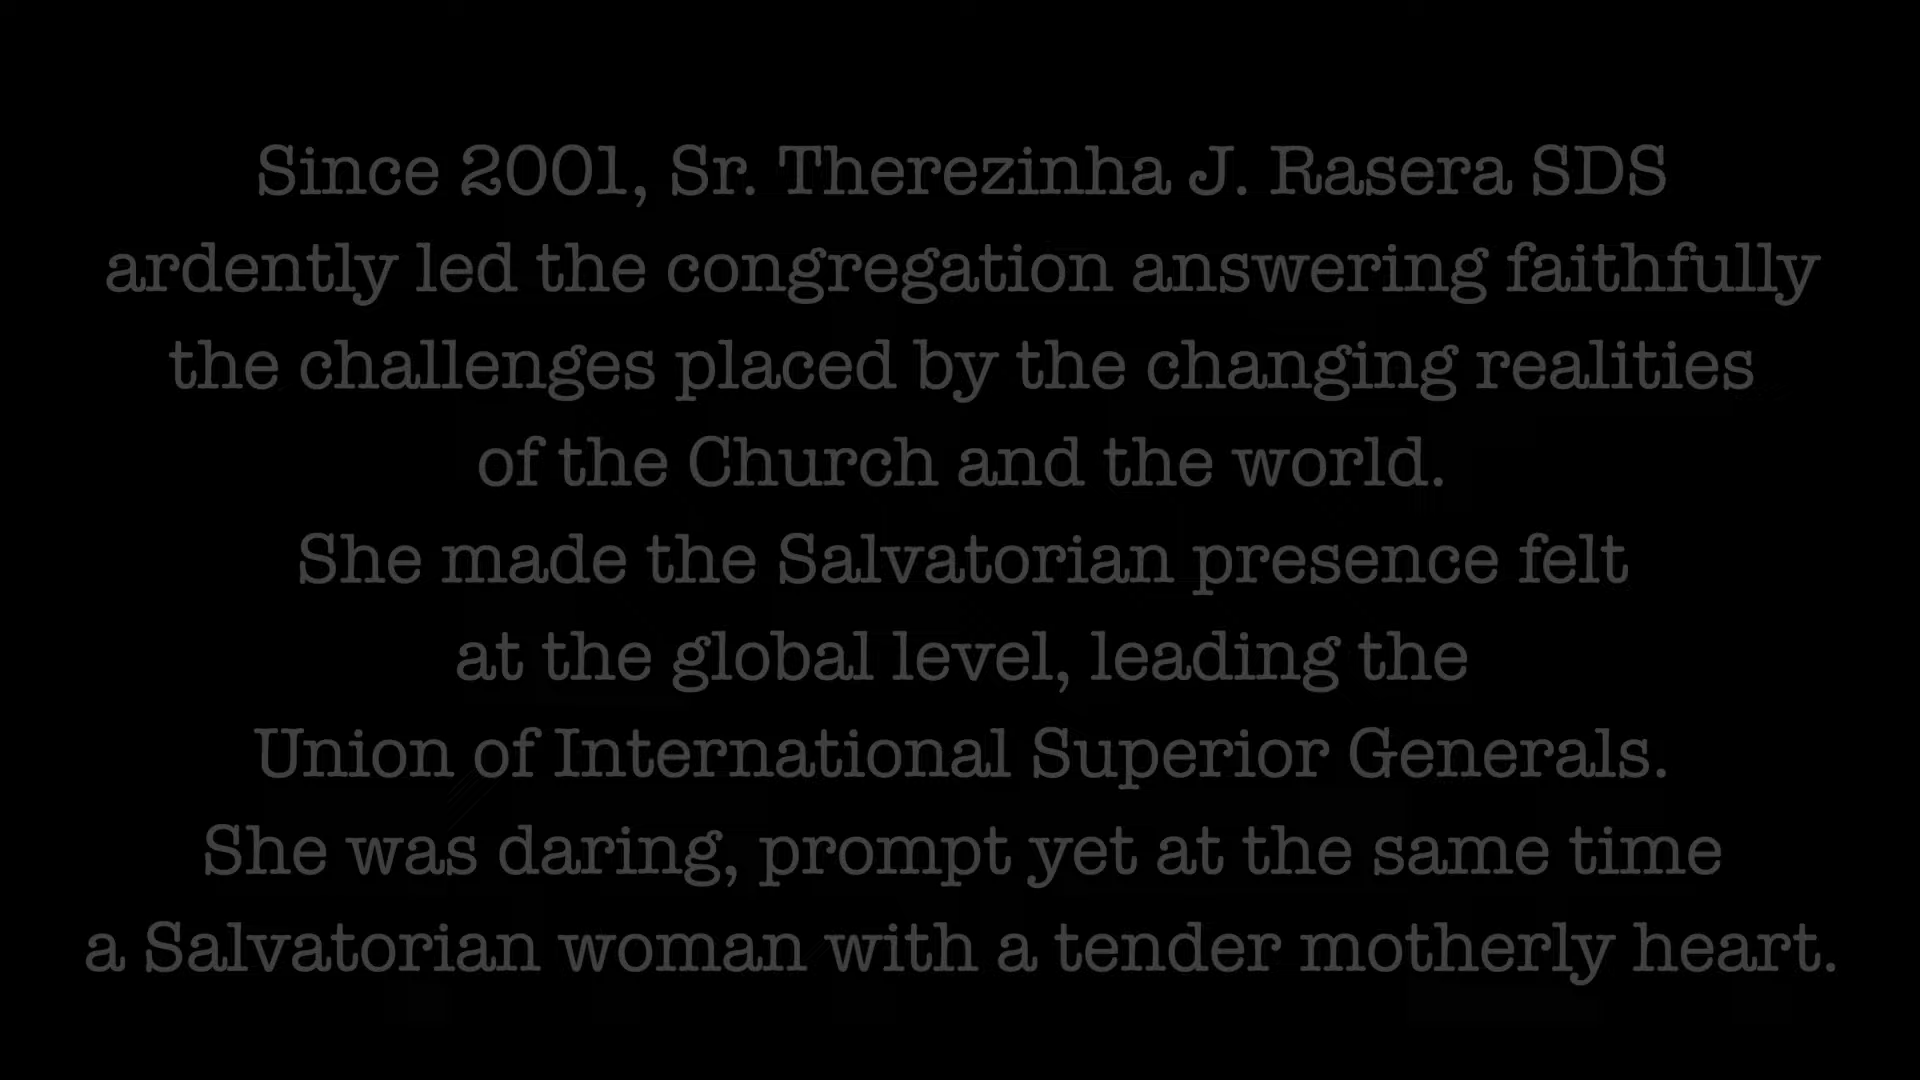 Since 2001, Sr. Therezinha J. Rasera SDS
ardently led the congregation answering faithfully
the challenges placed by the changing realities
of the Church and the world.
She made the Salvatorian presence felt
at the global level, leading the
Union of International Superior Generals.
She was daring, prompt yet at the same time
a Salvatorian woman with a tender motherly heart.